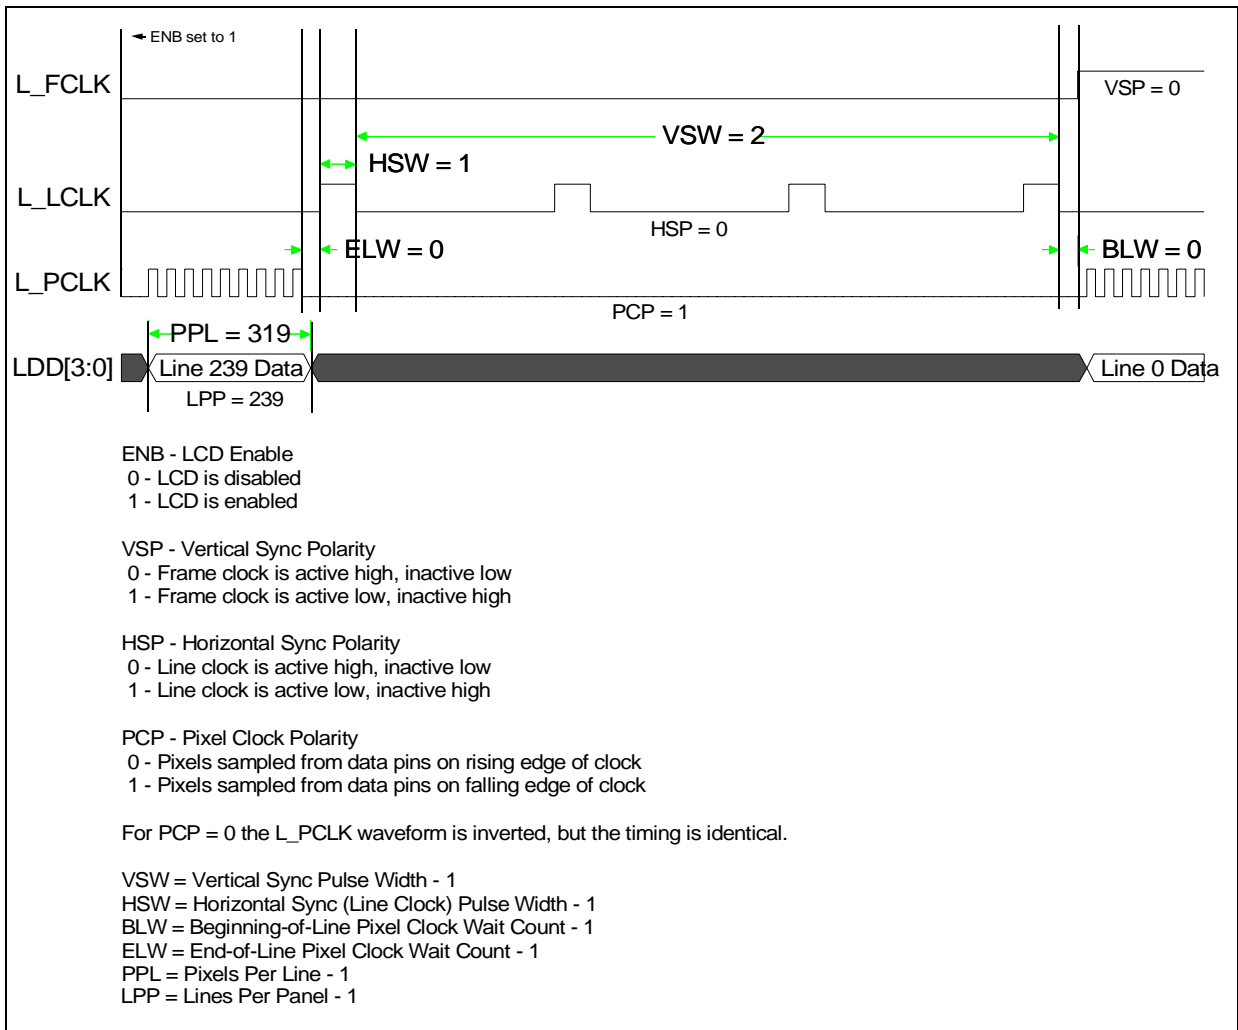 ENB set to 1
L_FCLK
VSP = 0
VSW = 2
HSW = 1
L_LCLK
HSP = 0
ELW = 0
BLW = 0
L_PCLK
PCP = 1
PPL = 319
LDD[3:0]
Line 239 Data
Line 0 Data
LPP = 239
ENB - LCD Enable
0 - LCD is disabled
1 - LCD is enabled
VSP - Vertical Sync Polarity
0 - Frame clock is active high, inactive low
1 - Frame clock is active low, inactive high
HSP - Horizontal Sync Polarity
0 - Line clock is active high, inactive low
1 - Line clock is active low, inactive high
PCP - Pixel Clock Polarity
0 - Pixels sampled from data pins on rising edge of clock
1 - Pixels sampled from data pins on falling edge of clock
For PCP = 0 the L_PCLK waveform is inverted, but the timing is identical.
VSW = Vertical Sync Pulse Width - 1
HSW = Horizontal Sync (Line Clock) Pulse Width - 1
BLW = Beginning-of-Line Pixel Clock Wait Count - 1
ELW = End-of-Line Pixel Clock Wait Count - 1
PPL = Pixels Per Line - 1
LPP = Lines Per Panel - 1